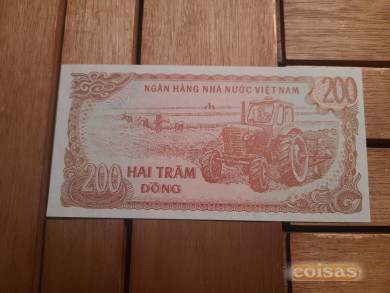 NGÂN HÀNG NHÀ NƯỚC VIỆT NAM
200
200
HAI TRĂM
ĐỒNG
coisas